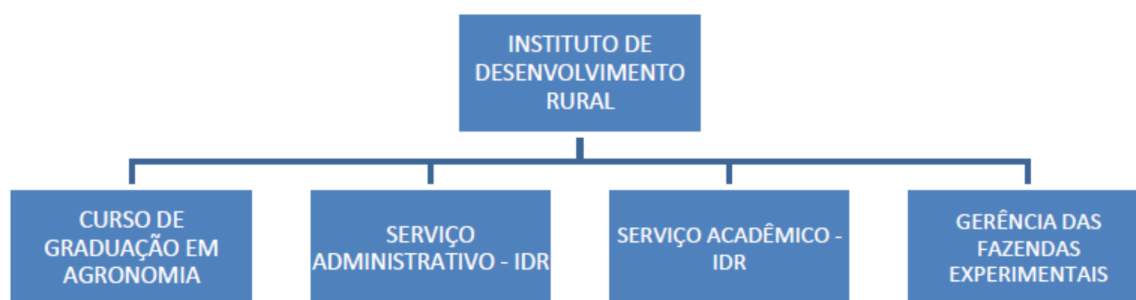 INSTITUTO DE
DESENVOLVIMENTO
RURAL
CURSO DE
GRADUAÇÃO EM
AGRONOMIA
SERVIÇO
ADMINISTRATIVO - IDR
SERVIÇO ACADÊMICO -
IDR
GERÊNCIA DAS
FAZENDAS
EXPERIMENTAIS